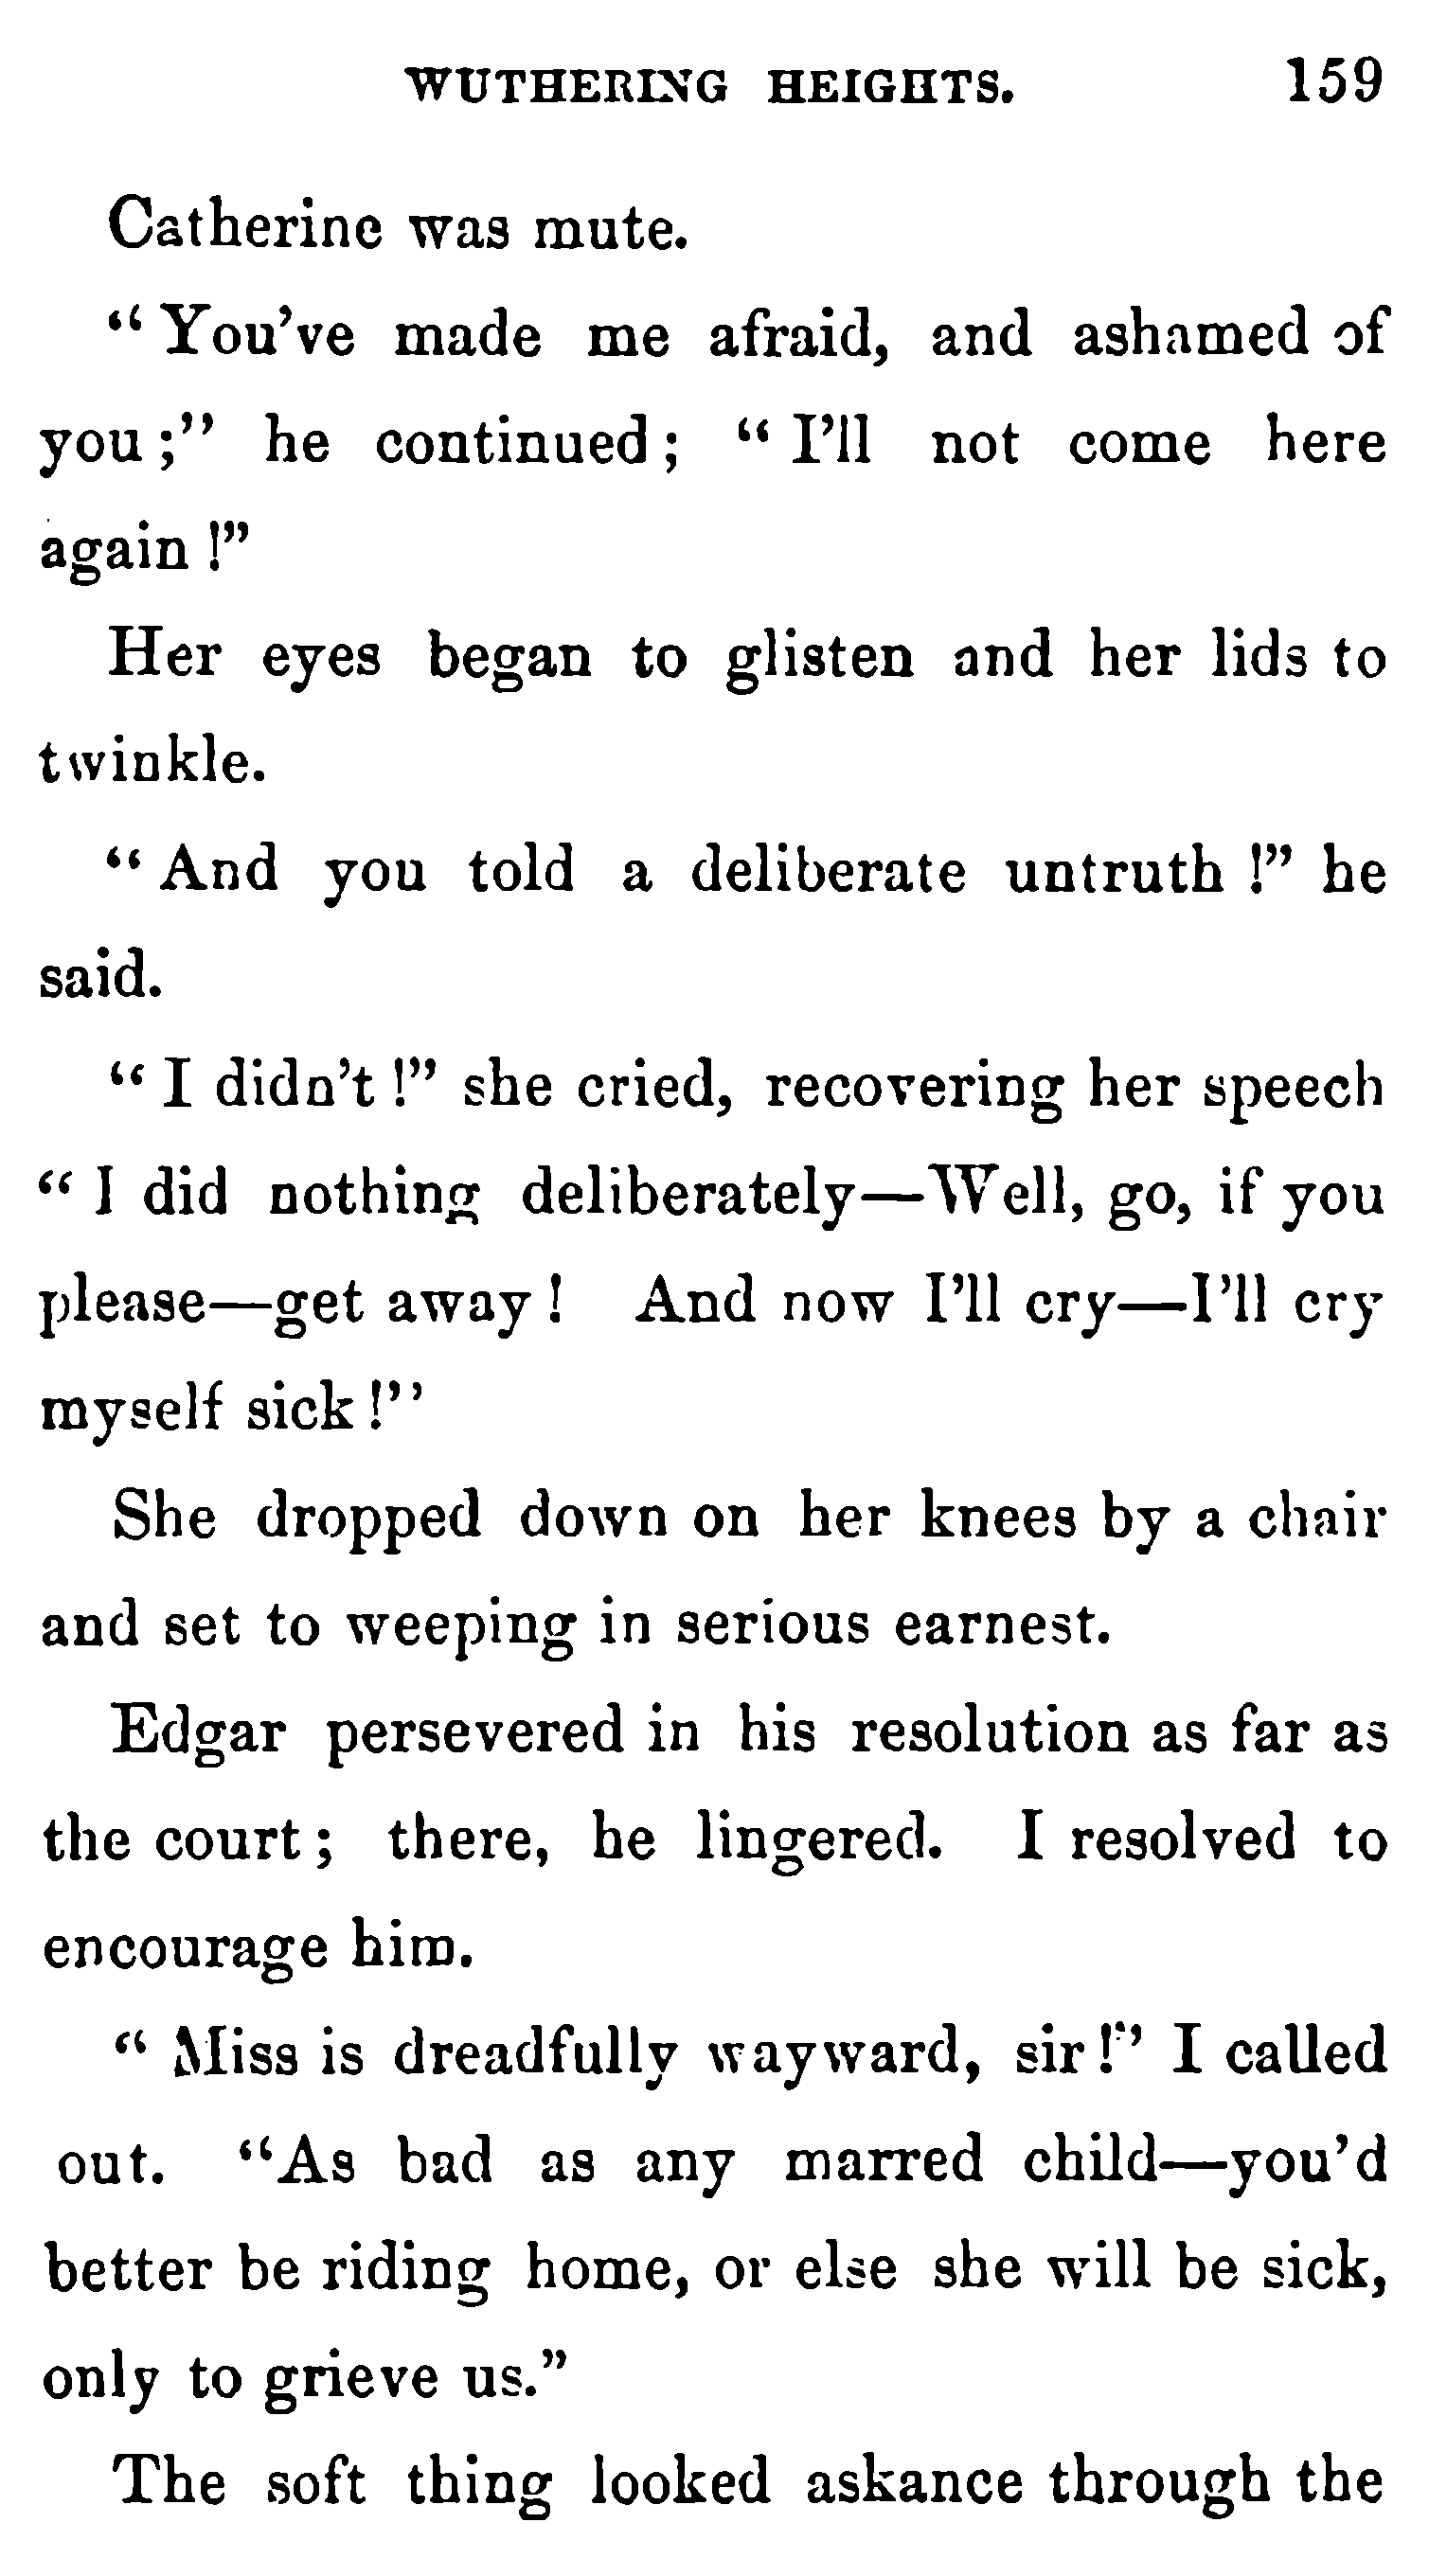 WUTHERING HEIGHTS. 159
Catherine was mute.
“You’ve made me afraid, and ashamed of
you;” he continued; “I’ll not come here
again!”
Her eyes began to glisten and her lids to
twinkle.
“And you told a deliberate untruth!” he
said.
“I didn’t!” she cried, recovering her speech
“I did nothing deliberately—Well, go, if you
please—get away! And now I’ll cry—I’ll cry
myself sick!”
She dropped down on her knees by a chair
and set to weeping in serious earnest.
Edgar persevered in his resolution as far as
the court; there, he lingered. I resolved to
encourage him.
“Miss is dreadfully wayward, sir!” I called
out. “As bad as any marred child—you’d
better be riding home, or else she will be sick,
only to grieve us.”
The soft thing looked askance through the